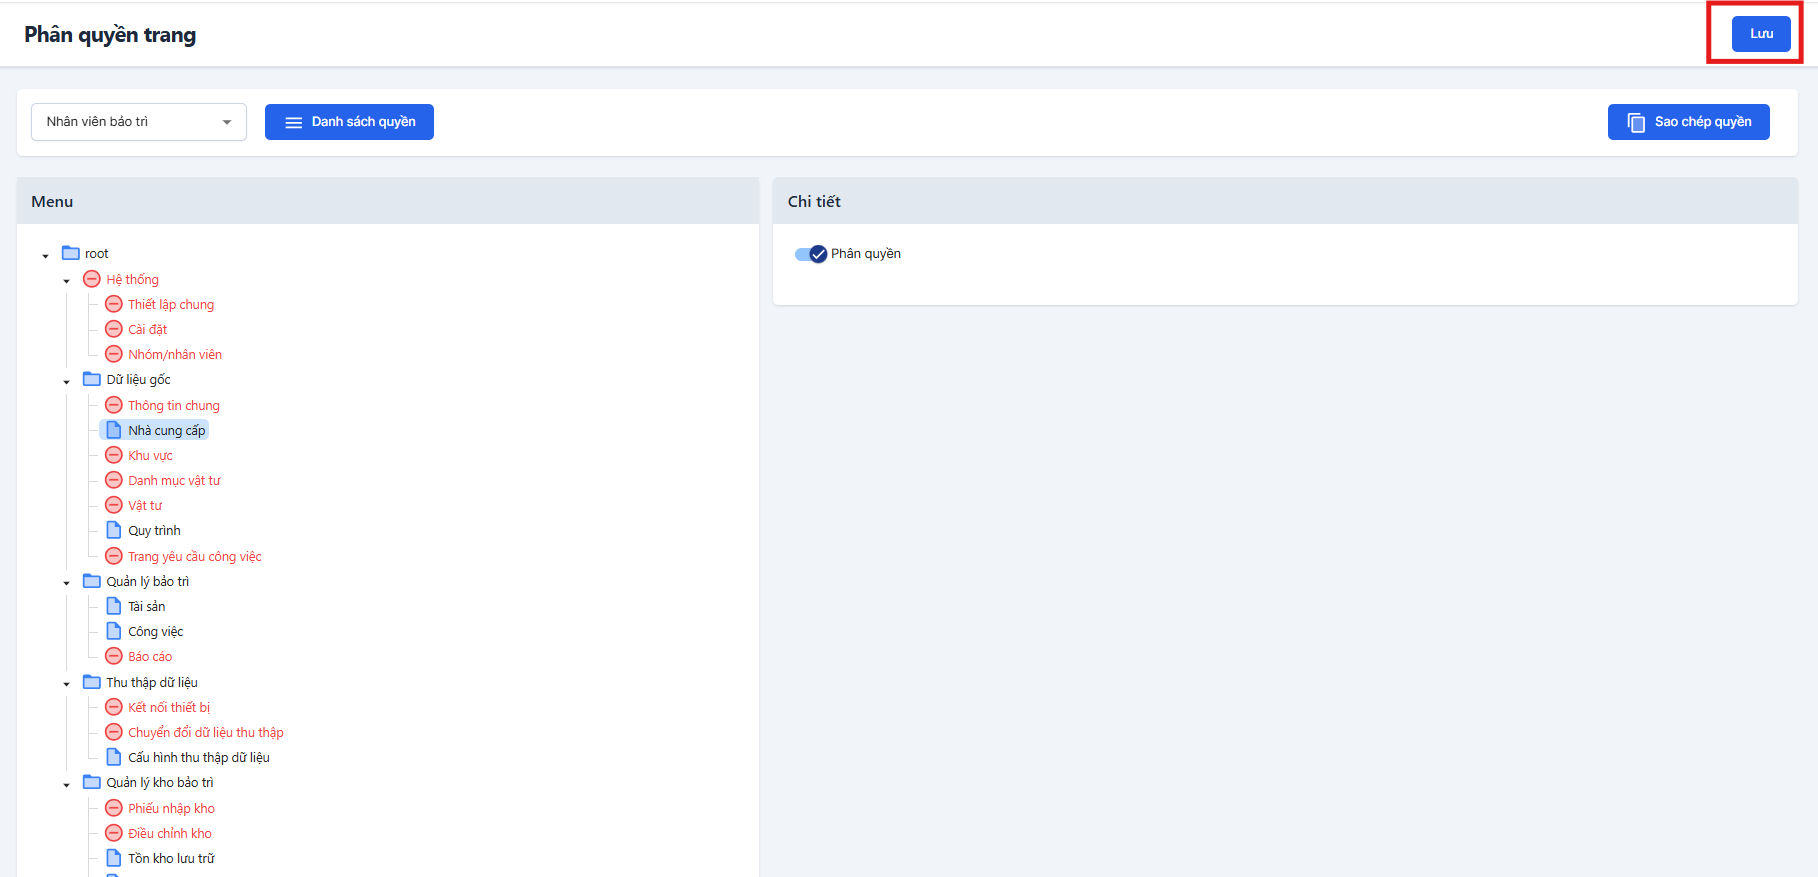 Phân quyền trang
Lưu
Nhân viên bảo trì
Danh sách quyền
Sao chép quyền
Menu
Chi tiết
root
Hệ thống
Thiết lập chung
Cài đặt
Nhóm/nhân viên
Dữ liệu gốc
Thông tin chung
Nhà cung cấp
Khu vực
Danh mục vật tư
Vật tư
Quy trình
Trang yêu cầu công việc
Quản lý bảo trì
Tài sản
Công việc
Báo cáo
Thu thập dữ liệu
Kết nối thiết bị
Chuyển đổi dữ liệu thu thập
Cấu hình thu thập dữ liệu
Quản lý kho bảo trì
Phiếu nhập kho
Điều chỉnh kho
Tồn kho lưu trữ
Phân quyền